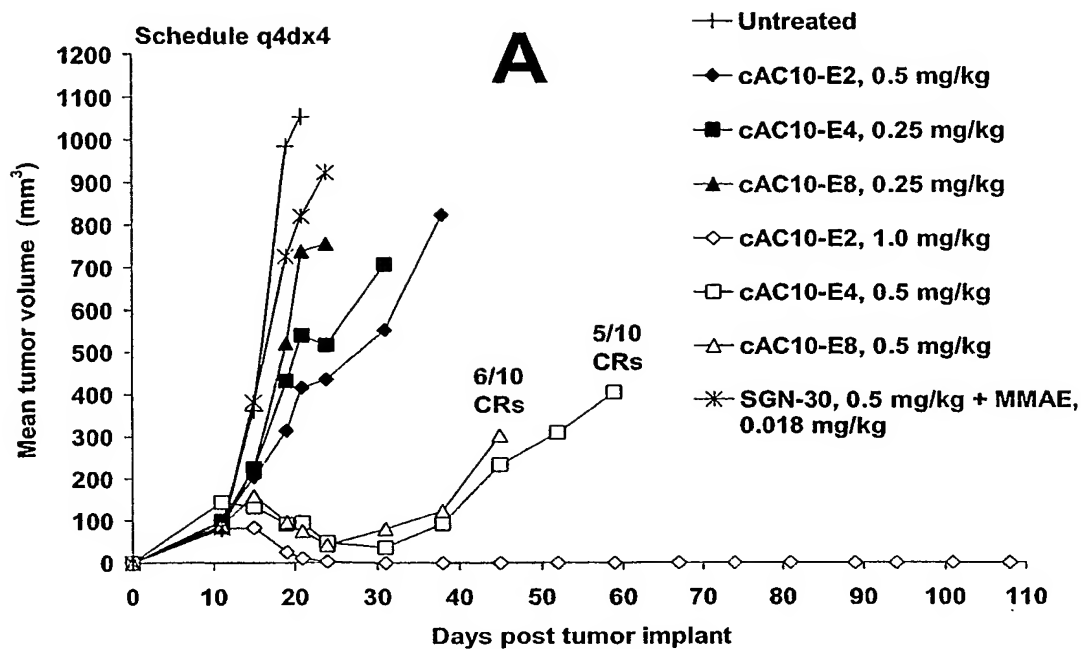 Schedule q4dx4
A
Mean tumor volume (mm³)
1200
1100
1000
900
800
700
600
500
400
300
200
100
0
0 10 20 30 40 50 60 70 80 90 100 110
Days post tumor implant
6/10
CRs
5/10
CRs
Untreated
cAC10-E2, 0.5 mg/kg
cAC10-E4, 0.25 mg/kg
cAC10-E8, 0.25 mg/kg
cAC10-E2, 1.0 mg/kg
cAC10-E4, 0.5 mg/kg
cAC10-E8, 0.5 mg/kg
SGN-30, 0.5 mg/kg + MMAE,
0.018 mg/kg